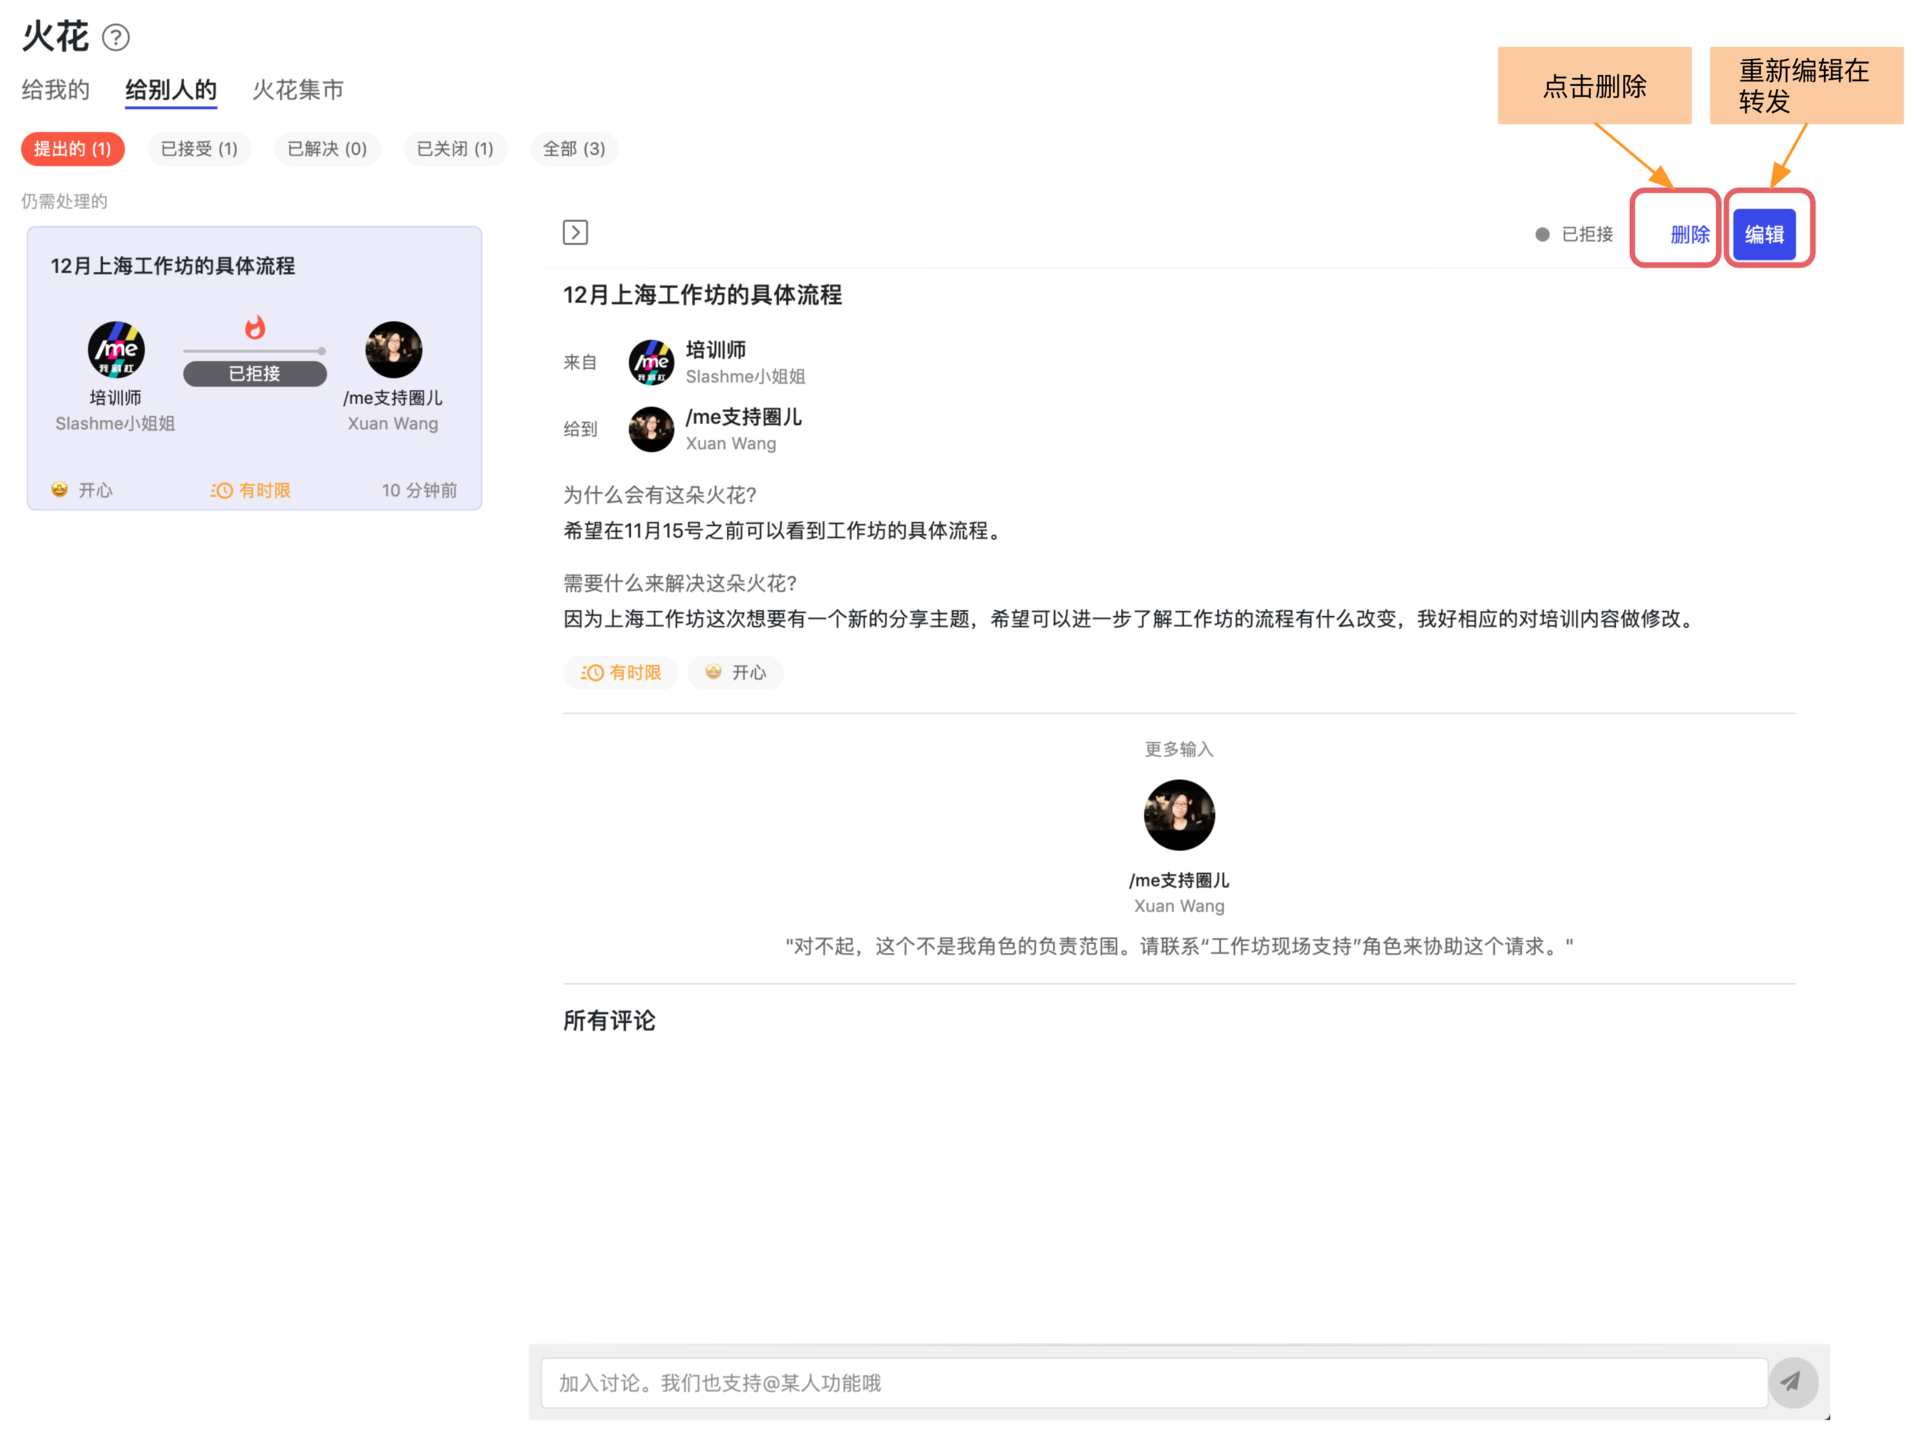 火花 ?
给我的 给别人的 火花集市
点击删除
重新编辑在
转发
提出的 (1) 已接受 (1) 已解决 (0) 已关闭 (1) 全部 (3)
仍需处理的
12月上海工作坊的具体流程
/me
我斜杠
已拒接
培训师
Slashme小姐姐
/me支持圈儿
Xuan Wang
开心 有时限 10 分钟前
已拒接 删除 编辑
12月上海工作坊的具体流程
来自
/me
我斜杠
培训师
Slashme小姐姐
给到
/me支持圈儿
Xuan Wang
为什么会有这朵火花?
希望在11月15号之前可以看到工作坊的具体流程。
需要什么来解决这朵火花?
因为上海工作坊这次想要有一个新的分享主题，希望可以进一步了解工作坊的流程有什么改变，我好相应的对培训内容做修改。
有时限 开心
更多输入
/me支持圈儿
Xuan Wang
"对不起，这个不是我角色的负责范围。请联系“工作坊现场支持”角色来协助这个请求。"
所有评论
加入讨论。我们也支持@某人功能哦